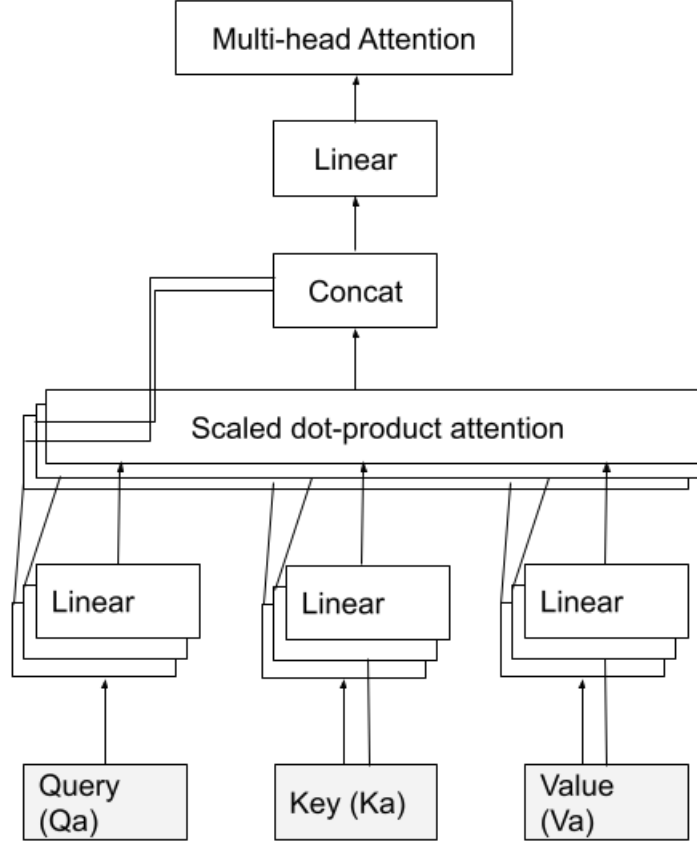 Multi-head Attention
Linear
Concat
Scaled dot-product attention
Linear
Linear
Linear
Query
(Qa)
Key (Ka)
Value
(Va)